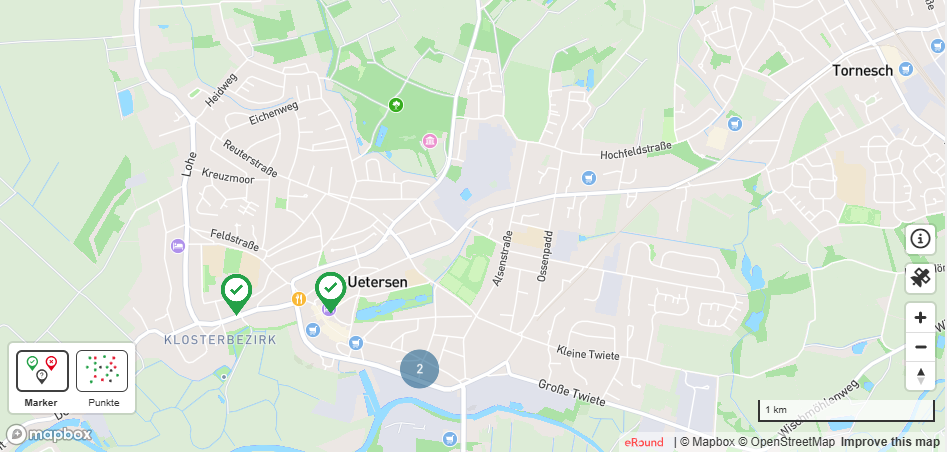 Tornesch
Heidweg
Eichenweg
Reuterstraße
Hochfeldstraße
Lohe
Kreuzmoor
Feldstraße
Alsenstraße
Ossenpadd
Uetersen
KLOSTERBEZIRK
Kleine Twiete
2
Große Twiete
Wischmöhlenweg
Marker
Punkte
1 km
mapbox
eRound | © Mapbox © OpenStreetMap Improve this map